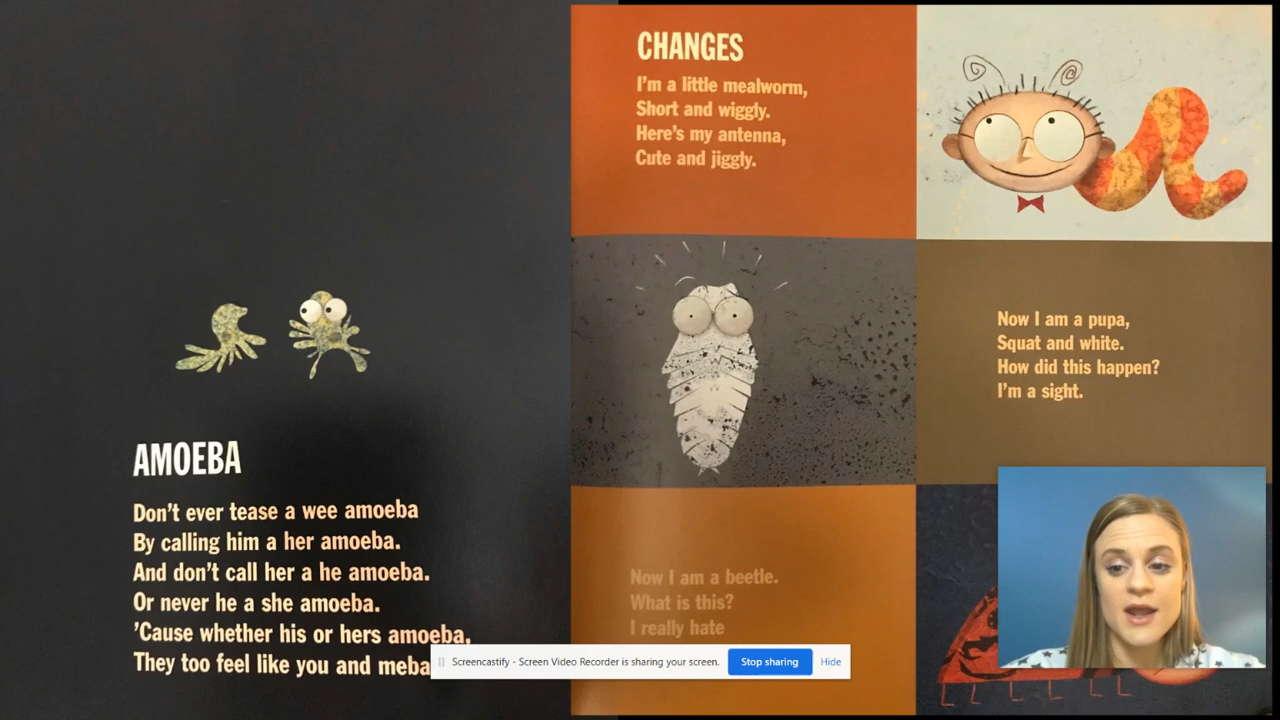 AMOEBA
Don't ever tease a wee amoeba
By calling him a her amoeba.
And don't call her a he amoeba.
Or never he a she amoeba.
'Cause whether his or hers amoeba,
They too feel like you and meba
CHANGES
I'm a little mealworm,
Short and wiggly.
Here's my antenna,
Cute and jiggly.
Now I am a pupa,
Squat and white.
How did this happen?
I'm a sight.
Now I am a beetle.
What is this?
I really hate
Screencastify - Screen Video Recorder is sharing your screen.
Stop sharing
Hide